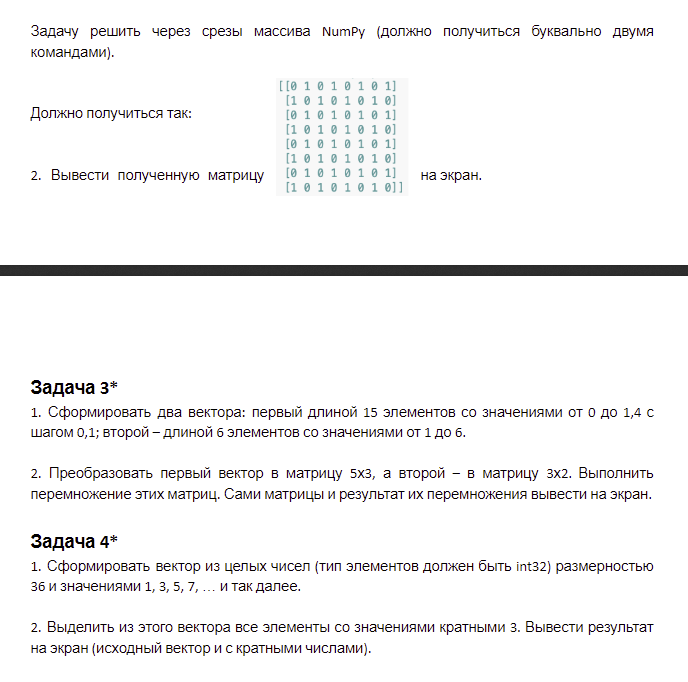 Задачу решить через срезы массива NumPy (должно получиться буквально двумя
командами).
Должно получиться так:
[[0 1 0 1 0 1 0 1]
[1 0 1 0 1 0 1 0]
[0 1 0 1 0 1 0 1]
[1 0 1 0 1 0 1 0]
[0 1 0 1 0 1 0 1]
[1 0 1 0 1 0 1 0]
[0 1 0 1 0 1 0 1]
[1 0 1 0 1 0 1 0]]
2. Вывести полученную матрицу на экран.
Задача 3*
1. Сформировать два вектора: первый длиной 15 элементов со значениями от 0 до 1,4 с
шагом 0,1; второй – длиной 6 элементов со значениями от 1 до 6.
2. Преобразовать первый вектор в матрицу 5x3, а второй – в матрицу 3x2. Выполнить
перемножение этих матриц. Сами матрицы и результат их перемножения вывести на экран.
Задача 4*
1. Сформировать вектор из целых чисел (тип элементов должен быть int32) размерностью
36 и значениями 1, 3, 5, 7, … и так далее.
2. Выделить из этого вектора все элементы со значениями кратными 3. Вывести результат
на экран (исходный вектор и с кратными числами).